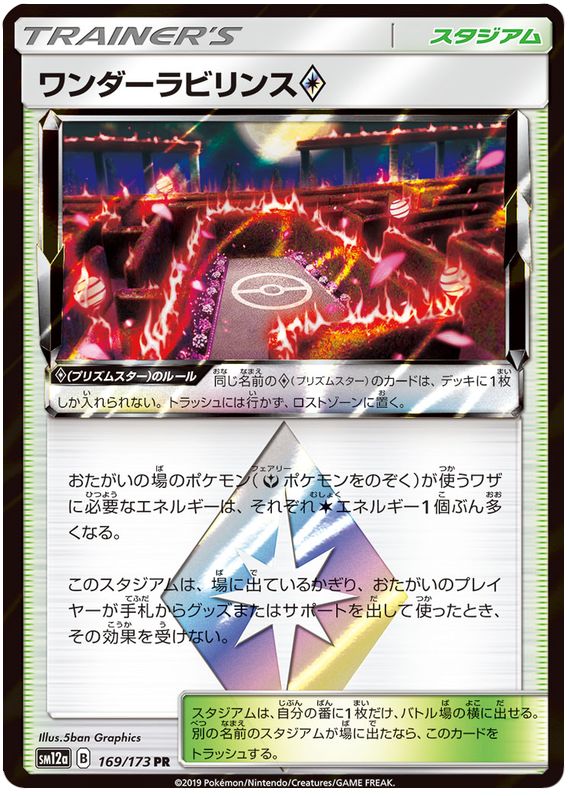 TRAINER'S
スタジアム
ワンダーラビリンス◇
◇(プリズムスター)のルール 同じ名前の◇(プリズムスター)のカードは、デッキに1枚
しか入れられない。トラッシュには行かず、ロストゾーンに置く。
おたがいの場のポケモン(ポケモンをのぞく)が使うワザ
に必要なエネルギーは、それぞれエネルギー1個ぶん多
くなる。
このスタジアムは、場に出ているかぎり、おたがいのプレイ
ヤーが手札からグッズまたはサポートを出して使ったとき、
その効果を受けない。
スタジアムは、自分の番に1枚だけ、バトル場の横に出せる。
別の名前のスタジアムが場に出たなら、このカードを
トラッシュする。
Illus.5ban Graphics
sm12a B 169/173 PR
©2019 Pokémon/Nintendo/Creatures/GAME FREAK.